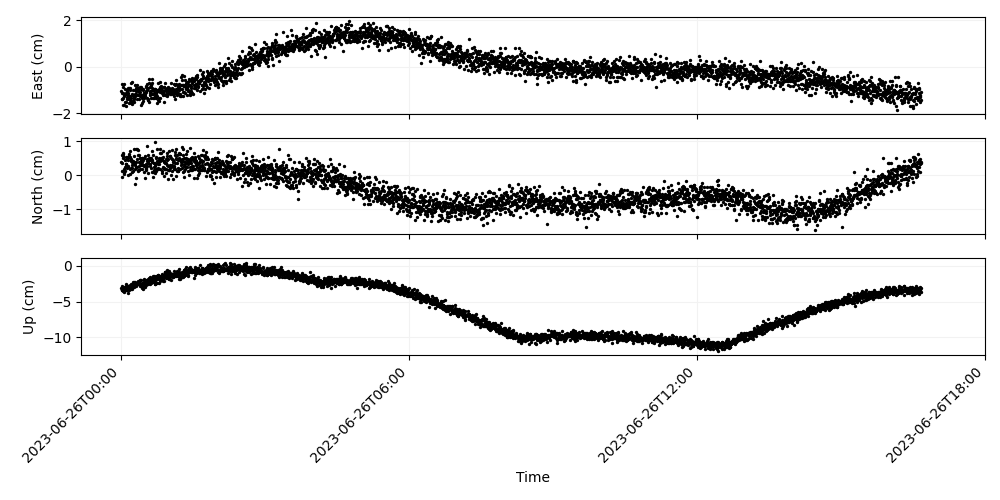 East (cm)
2
0
−2
North (cm)
1
0
−1
Up (cm)
0
−5
−10
2023-06-26T00:00
2023-06-26T06:00
2023-06-26T12:00
2023-06-26T18:00
Time